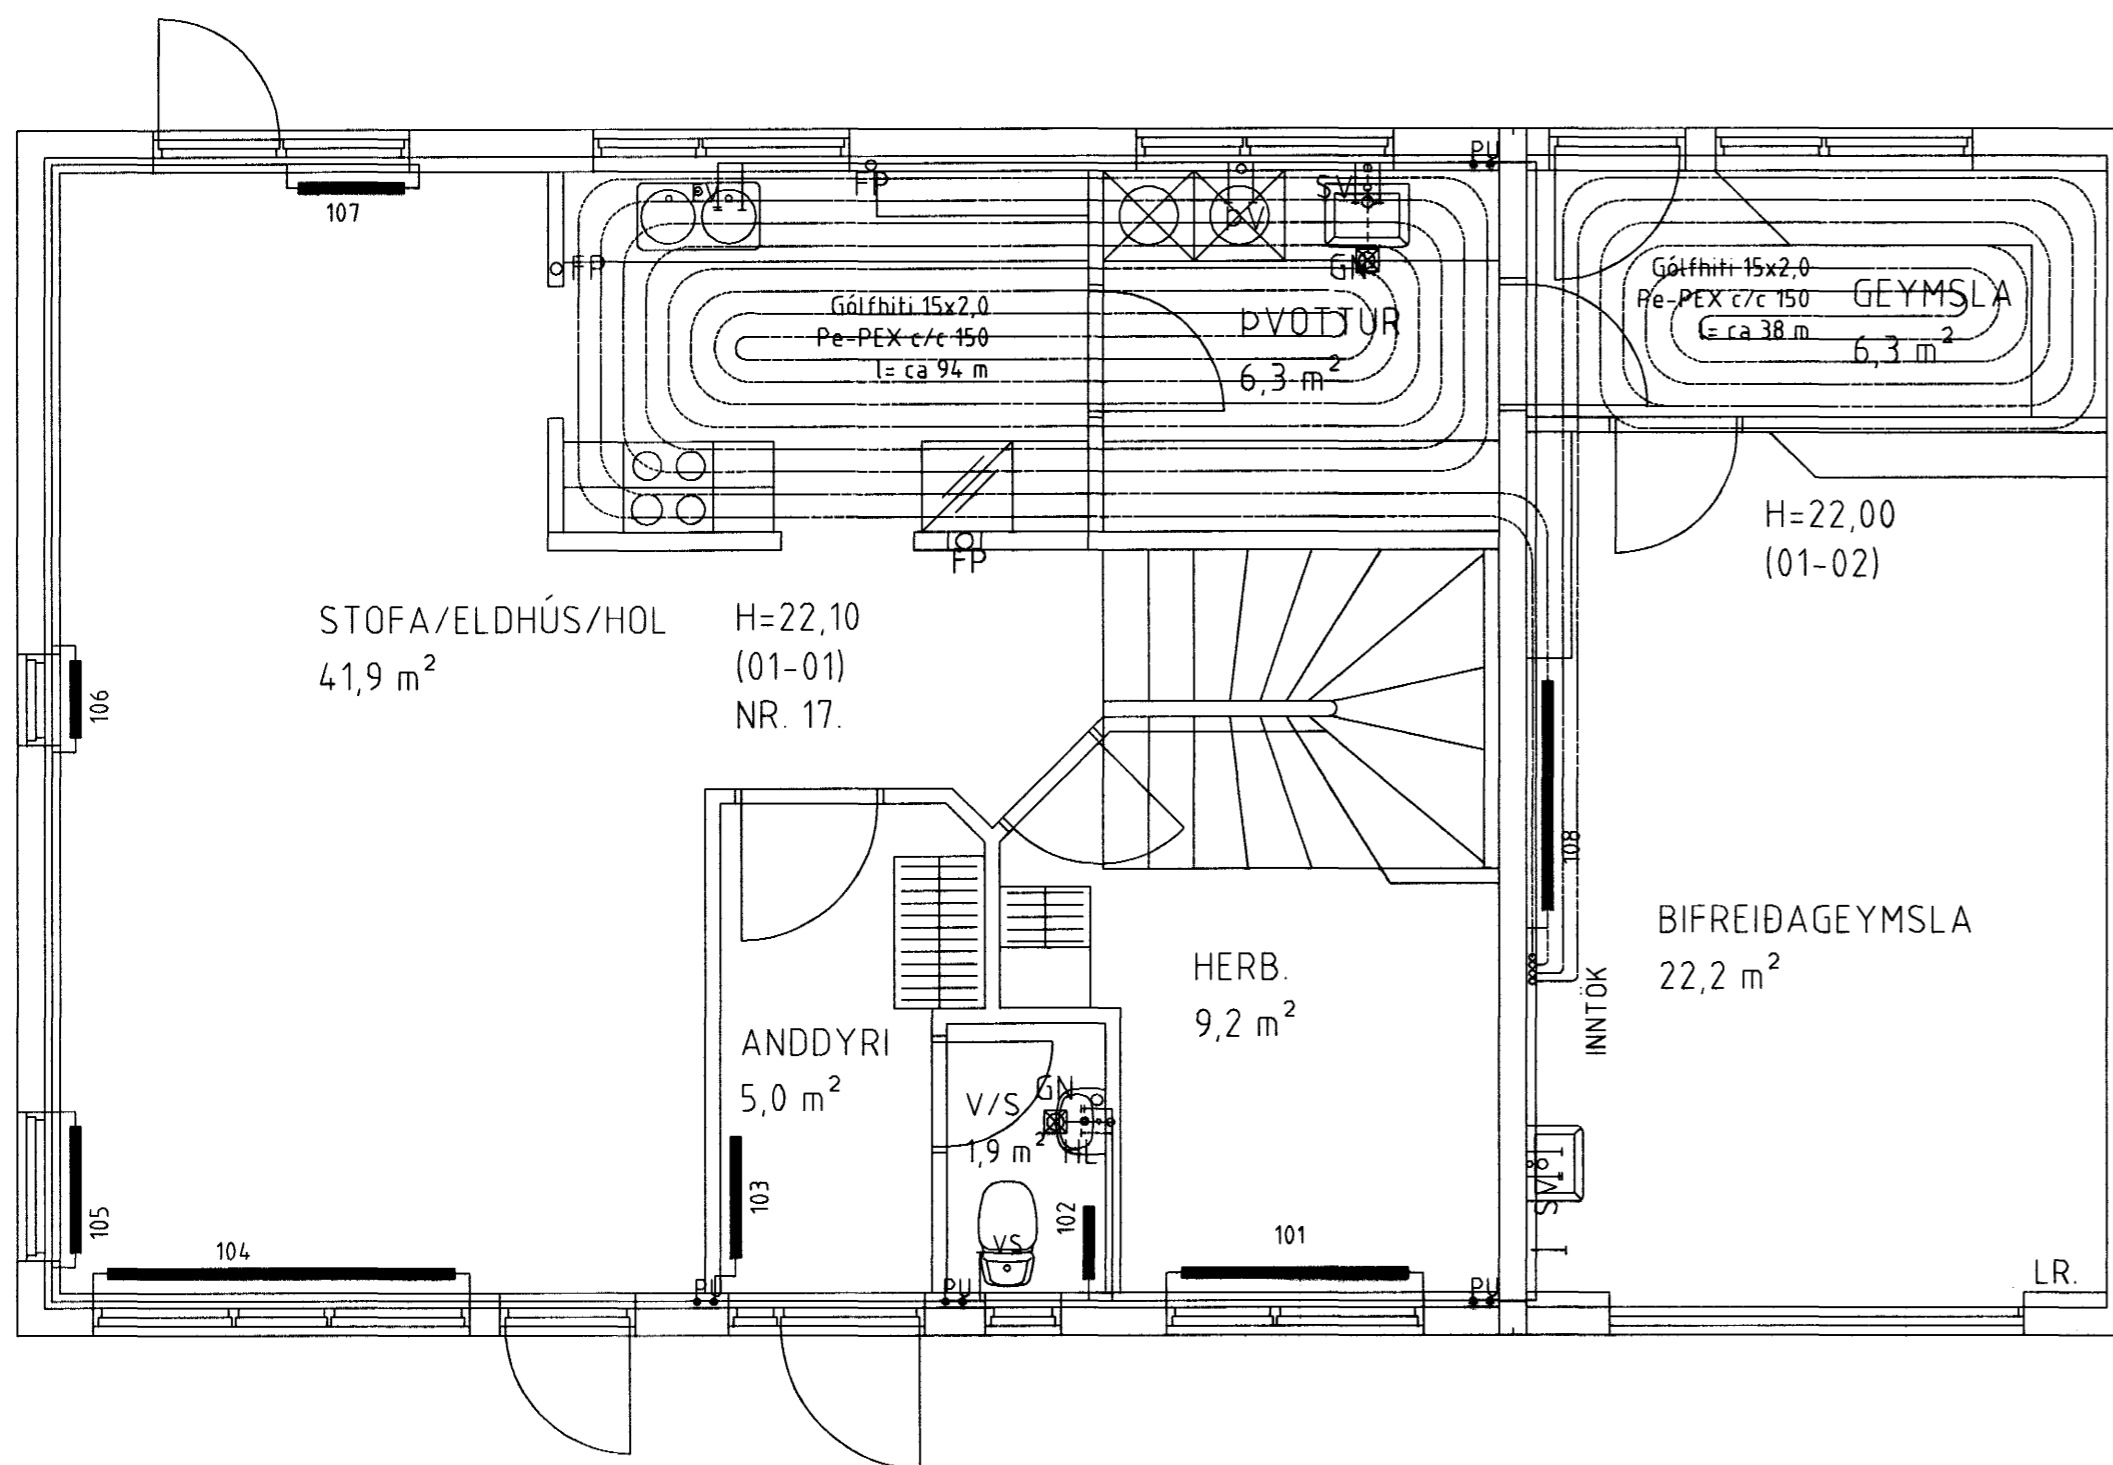 PU
ÞV
FP
SV
107
ÞV
FP
GN
Gólfhiti 15x2,0
Pe-PEX c/c 150
l= ca 94 m
ÞVOTTUR
6,3 m²
Gólfhiti 15x2,0
Pe-PEX c/c 150
l= ca 38 m
GEYMSLA
6,3 m²
FP
H=22,00
(01-02)
STOFA/ELDHÚS/HOL
41,9 m²
H=22,10
(01-01)
NR. 17.
106
108
BIFREIÐAGEYMSLA
22,2 m²
HERB.
9,2 m²
INNTÖK
ANDDYRI
5,0 m²
GN
V/S
1,9 m²
HL
SV
103
102
105
104
101
VS
PU
PU
PU
LR.